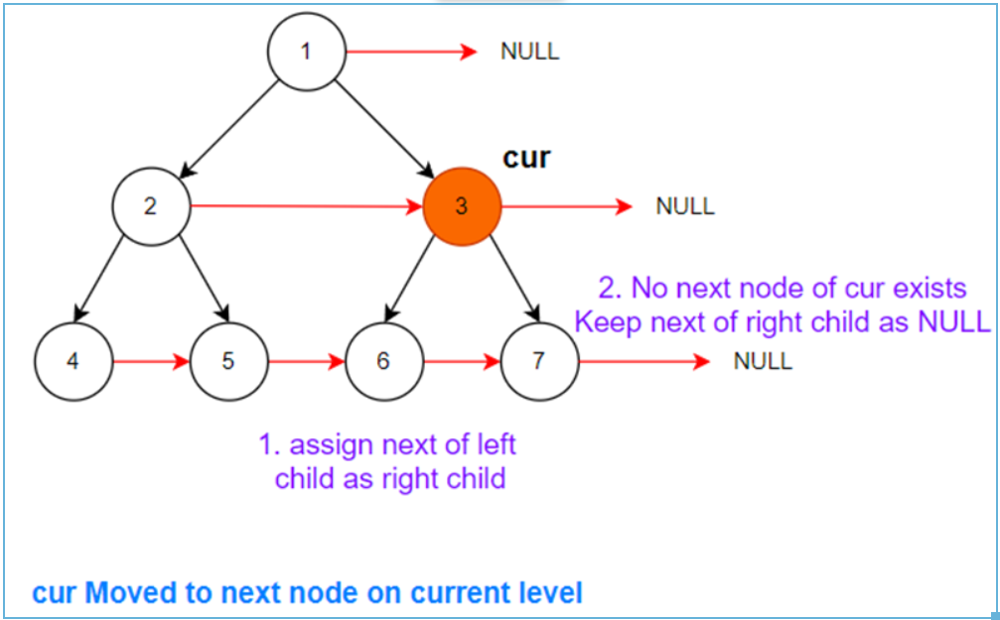 1
NULL
cur
2
3
NULL
2. No next node of cur exists
Keep next of right child as NULL
4
5
6
7
NULL
1. assign next of left
child as right child
cur Moved to next node on current level